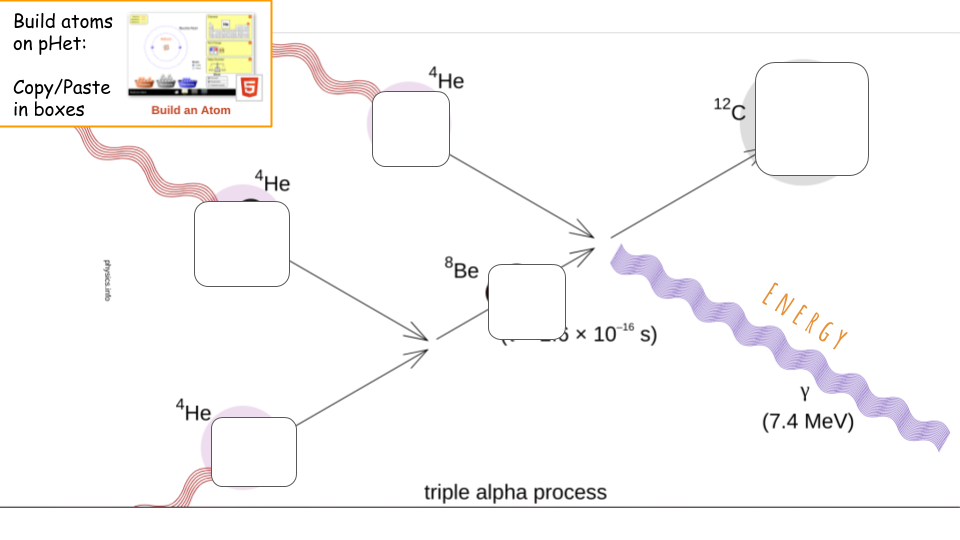 Build atoms
on pHet:
Copy/Paste
in boxes
Build an Atom
⁴He
¹²C
⁴He
⁸Be
× 10⁻¹⁶ s)
physics.info
ENERGY
γ
(7.4 MeV)
⁴He
triple alpha process